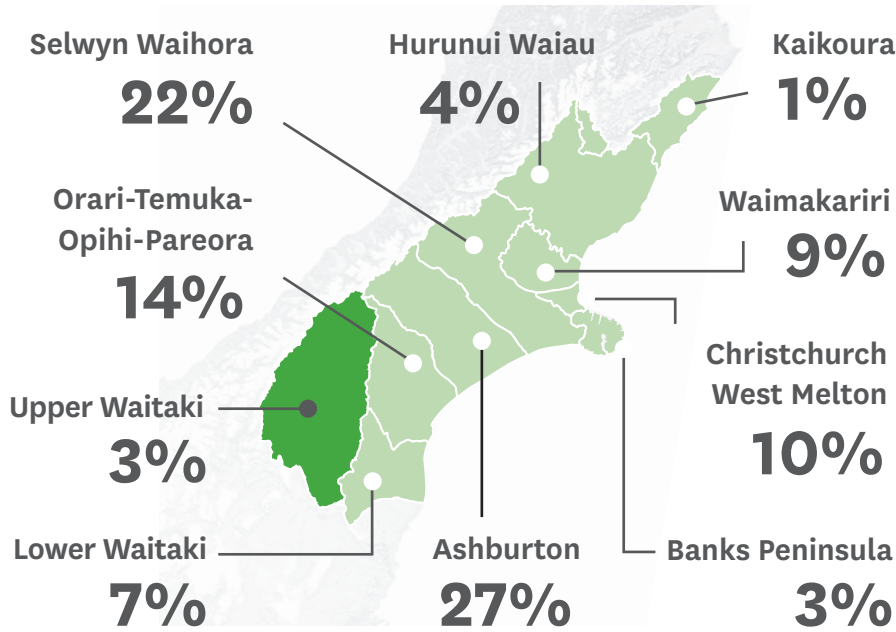 Selwyn Waihora
22%
Hurunui Waiau
4%
Kaikoura
1%
Orari-Temuka-
Opihi-Pareora
14%
Waimakariri
9%
Christchurch
West Melton
10%
Upper Waitaki
3%
Lower Waitaki
7%
Ashburton
27%
Banks Peninsula
3%